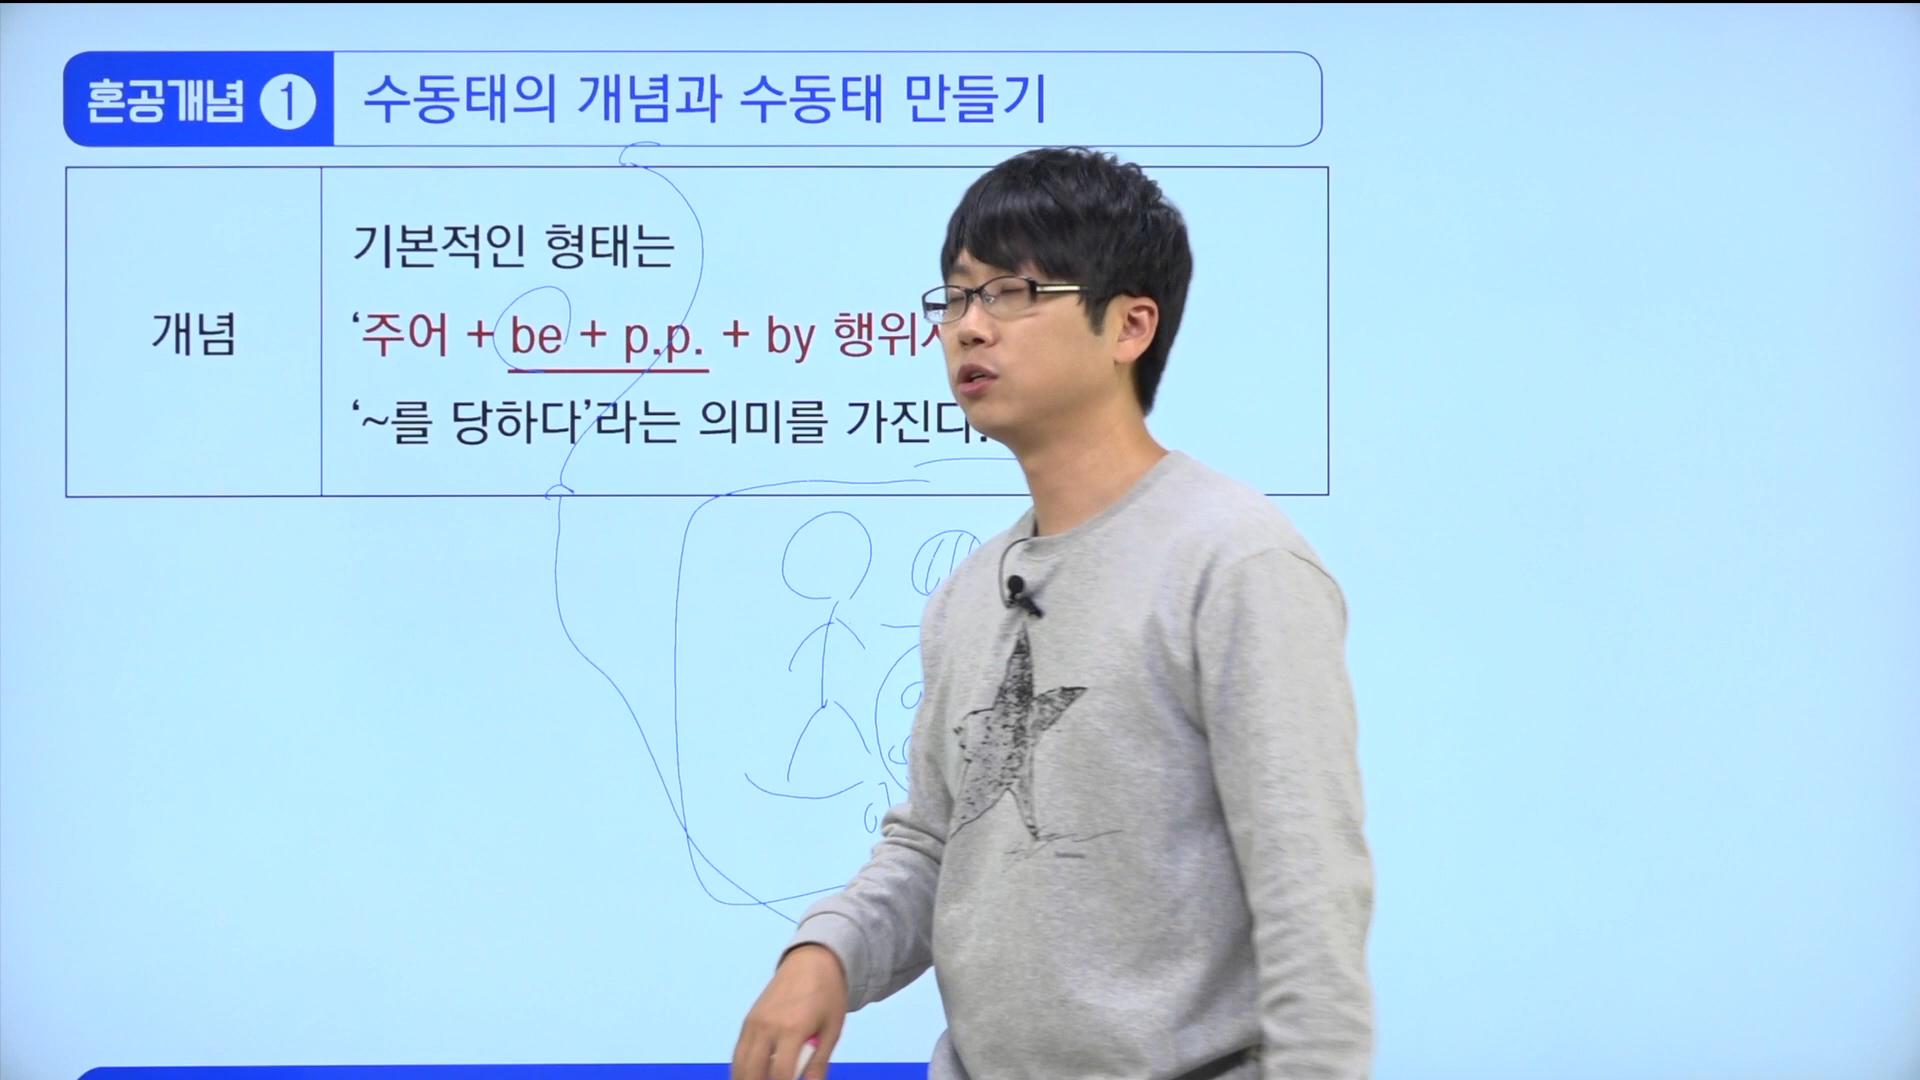 혼공개념 1 수동태의 개념과 수동태 만들기
개념
기본적인 형태는
‘주어 + be + p.p. + by 행위
‘~를 당하다’라는 의미를 가진다.